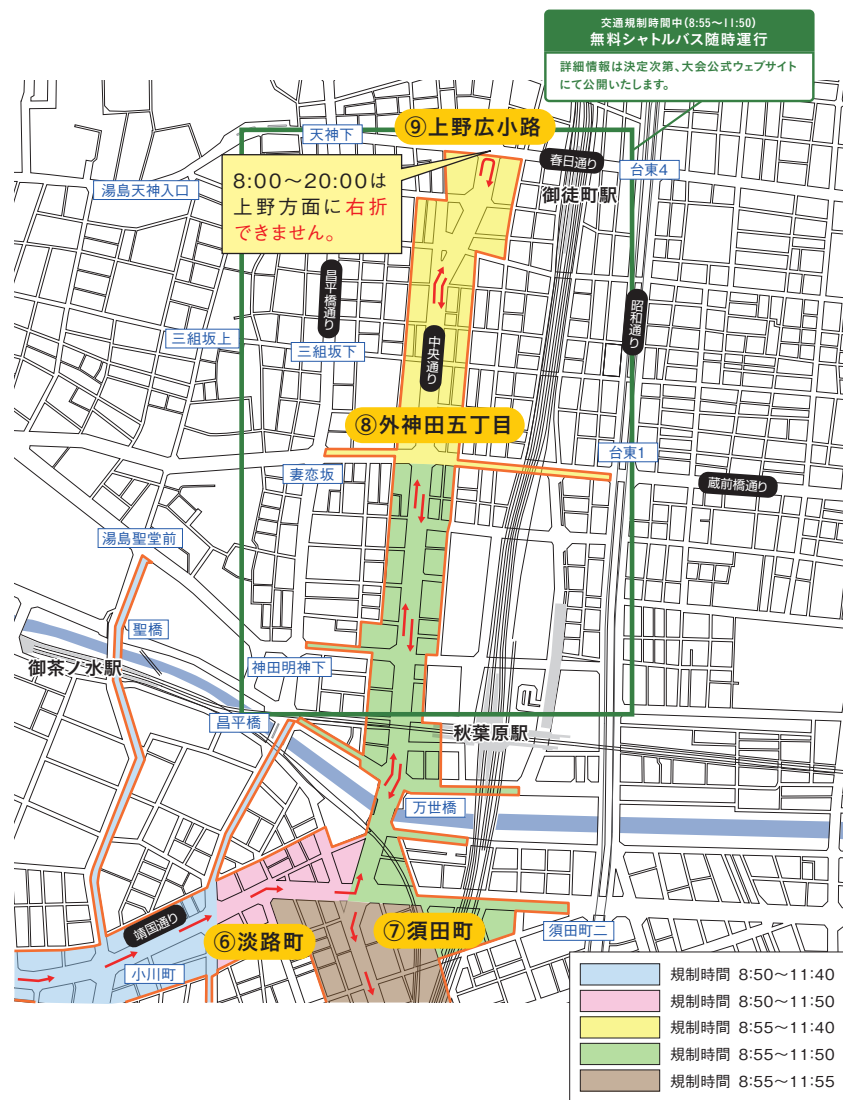 交通規制時間中(8:55～11:50)
無料シャトルバス随時運行
詳細情報は決定次第、大会公式ウェブサイト
にて公開いたします。
天神下
⑨上野広小路
春日通り
台東4
湯島天神入口
8:00～20:00は
上野方面に右折
できません。
御徒町駅
昌平橋通り
昭和通り
三組坂上
三組坂下
中央通り
⑧外神田五丁目
台東1
妻恋坂
蔵前橋通り
湯島聖堂前
聖橋
御茶ノ水駅
神田明神下
昌平橋
秋葉原駅
万世橋
靖国通り
⑥淡路町
⑦須田町
須田町二
小川町
規制時間 8:50～11:40
規制時間 8:50～11:50
規制時間 8:55～11:40
規制時間 8:55～11:50
規制時間 8:55～11:55